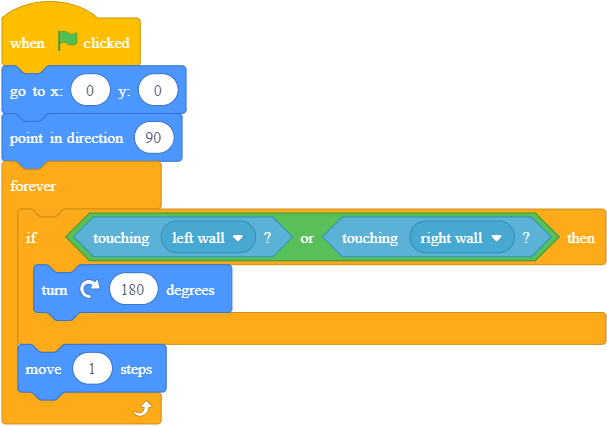 when clicked
go to x: 0 y: 0
point in direction 90
forever
if touching left wall ? or touching right wall ? then
turn 180 degrees
move 1 steps